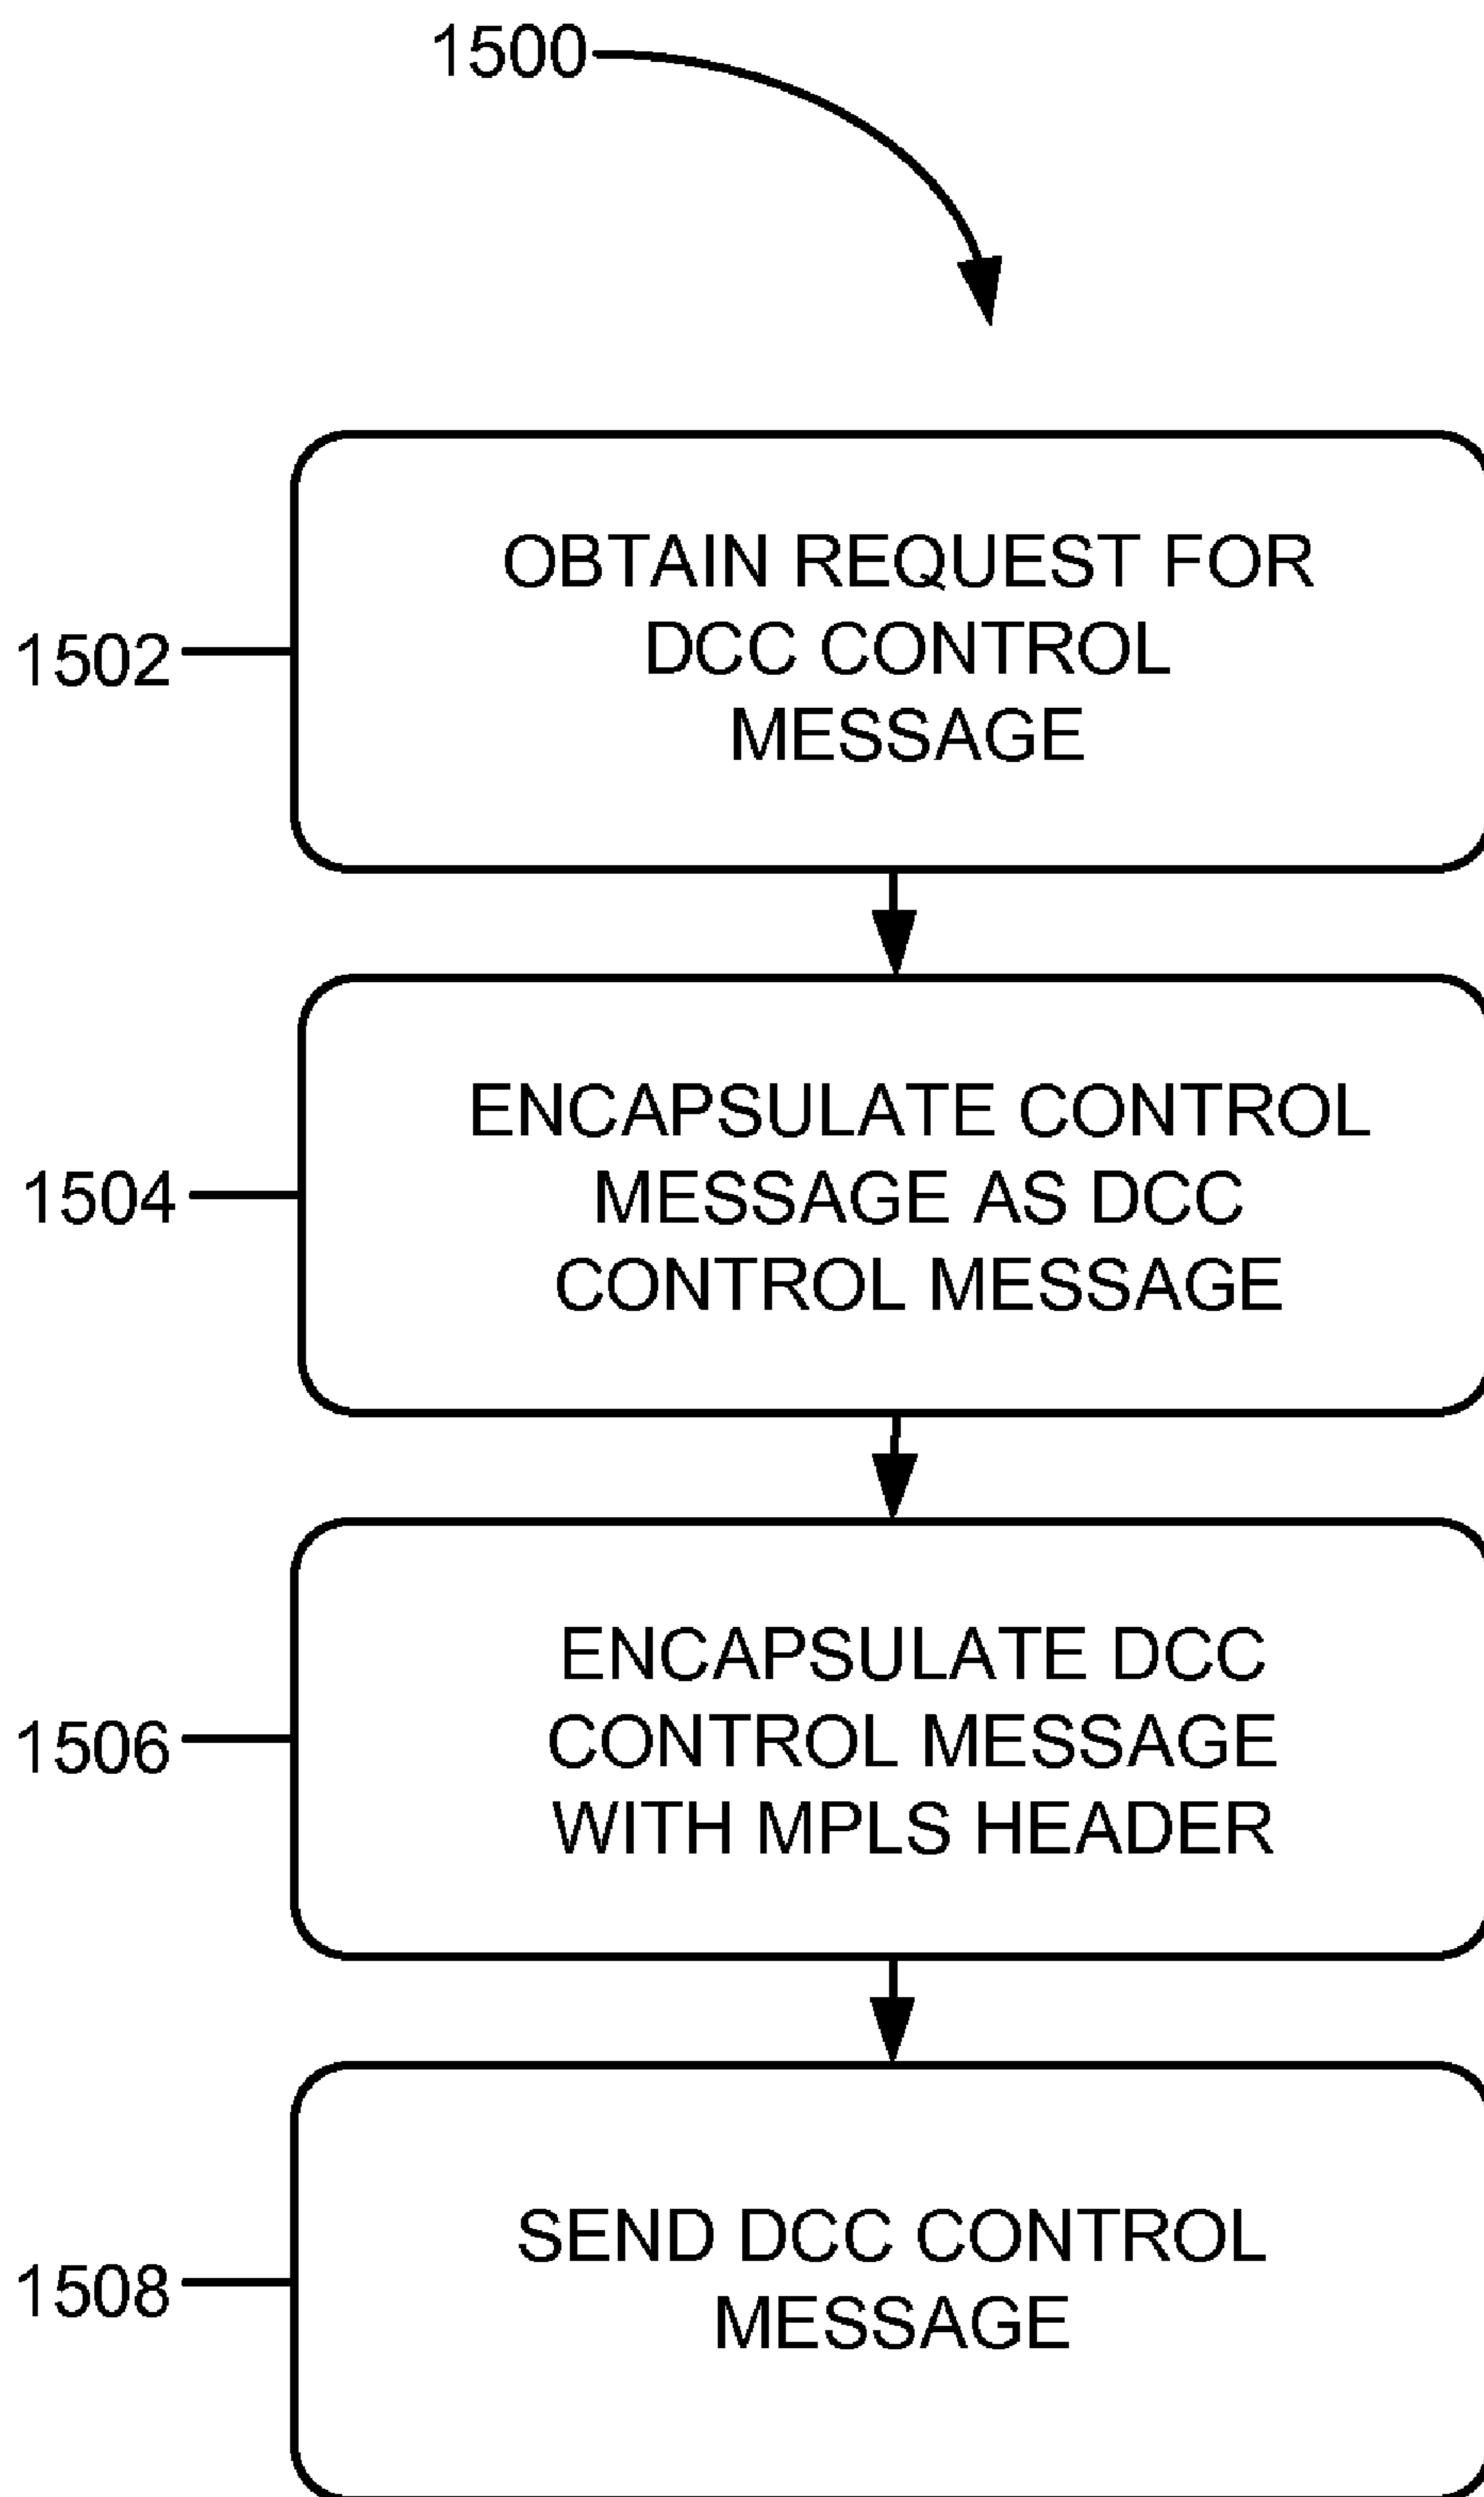 1500
OBTAIN REQUEST FOR
DCC CONTROL
1502
MESSAGE
ENCAPSULATE CONTROL
1504
MESSAGE AS DCC
CONTROL MESSAGE
ENCAPSULATE DCC
1506
CONTROL MESSAGE
WITH MPLS HEADER
SEND DCC CONTROL
1508
MESSAGE